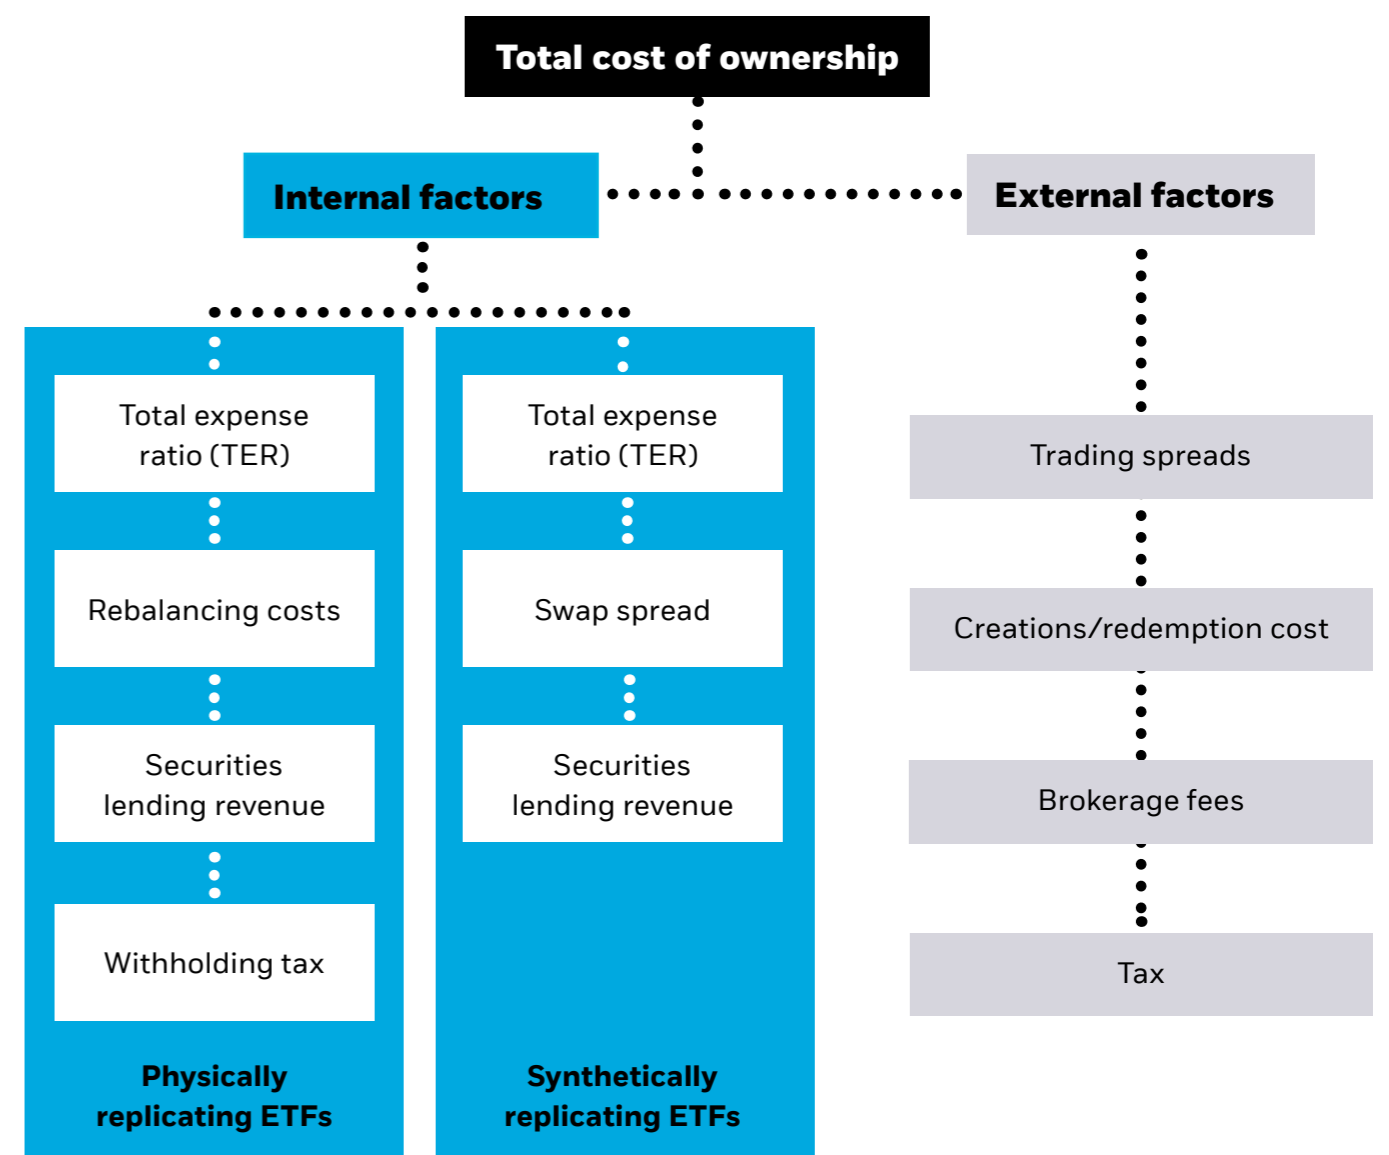 Total cost of ownership
Internal factors
External factors
Total expense
ratio (TER)
Rebalancing costs
Securities
lending revenue
Withholding tax
Physically
replicating ETFs
Total expense
ratio (TER)
Swap spread
Securities
lending revenue
Synthetically
replicating ETFs
Trading spreads
Creations/redemption cost
Brokerage fees
Tax